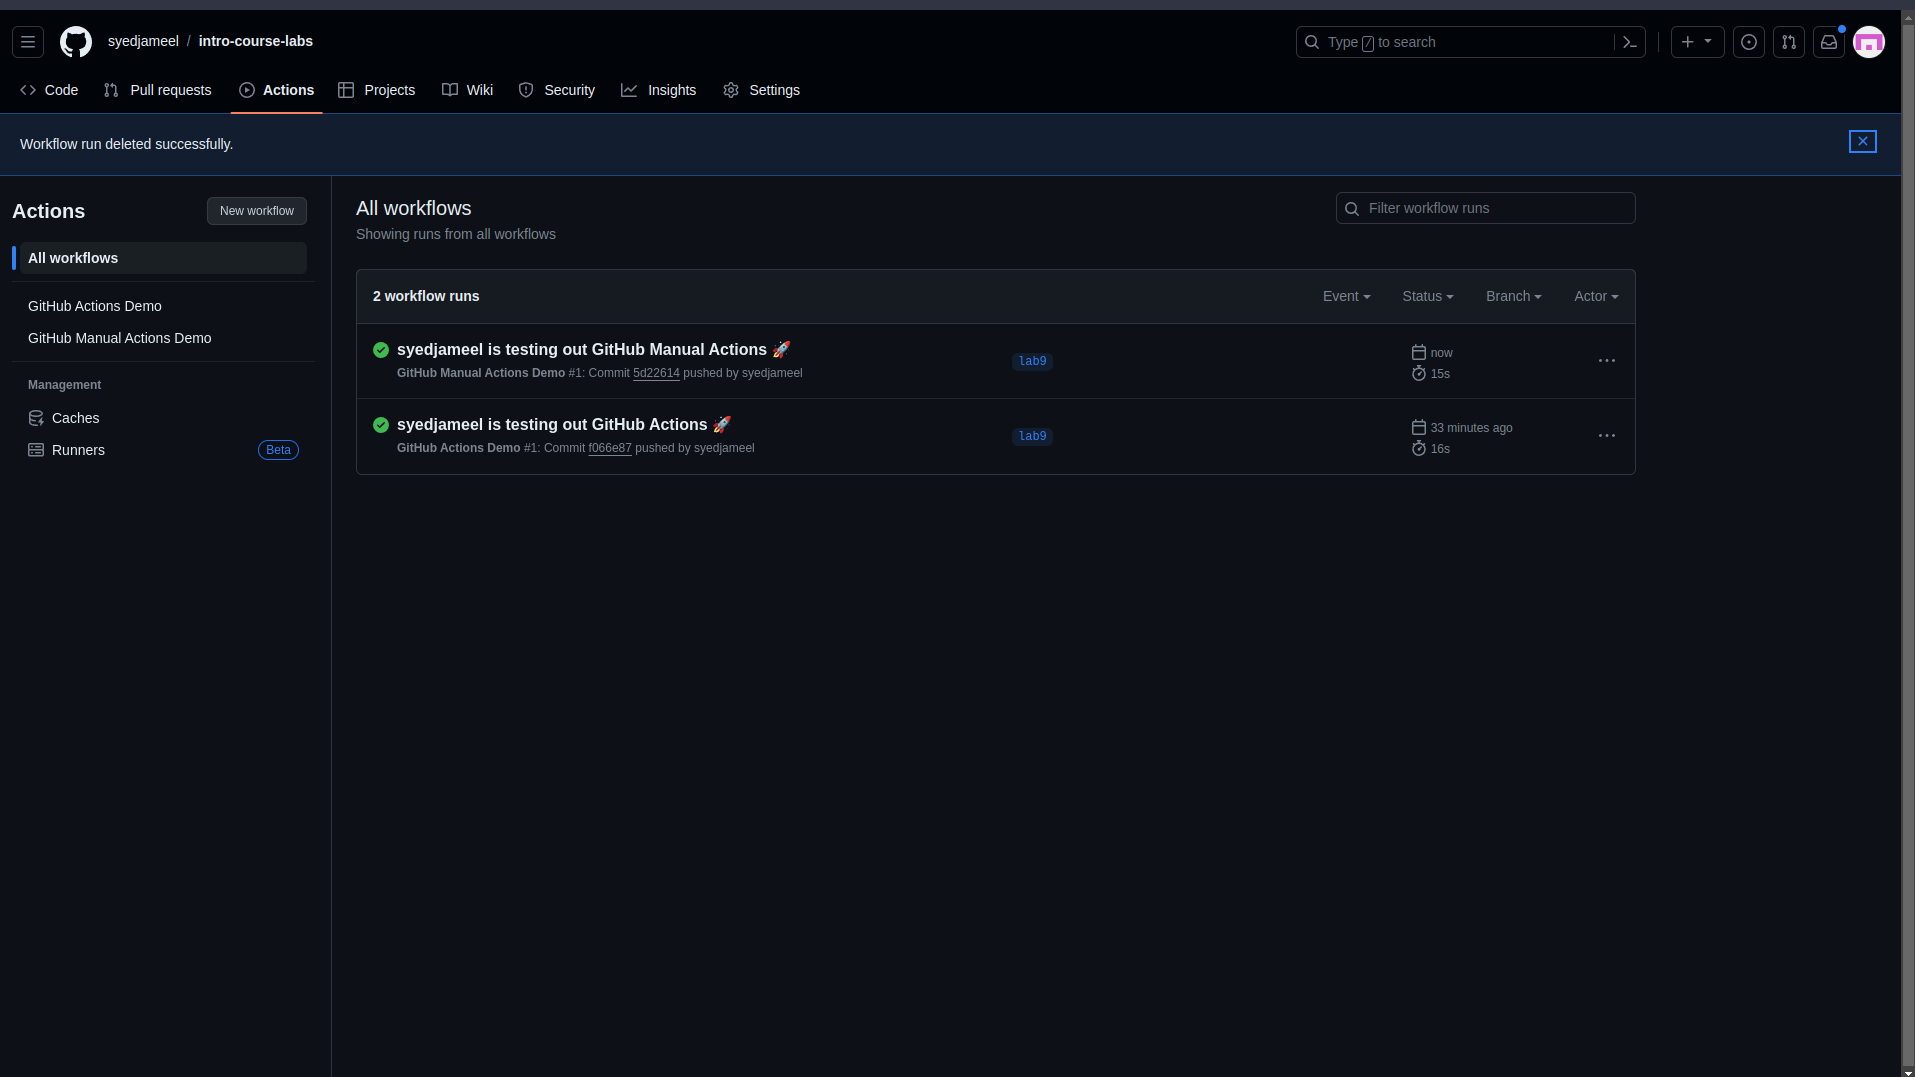 syedjameel / intro-course-labs
Type / to search
Code Pull requests Actions Projects Wiki Security Insights Settings
Workflow run deleted successfully.
Actions
New workflow
All workflows
GitHub Actions Demo
GitHub Manual Actions Demo
Management
Caches
Runners Beta
All workflows
Showing runs from all workflows
Filter workflow runs
2 workflow runs Event Status Branch Actor
syedjameel is testing out GitHub Manual Actions 🚀
GitHub Manual Actions Demo #1: Commit 5d22614 pushed by syedjameel
lab9
now
15s
syedjameel is testing out GitHub Actions 🚀
GitHub Actions Demo #1: Commit f066e87 pushed by syedjameel
lab9
33 minutes ago
16s